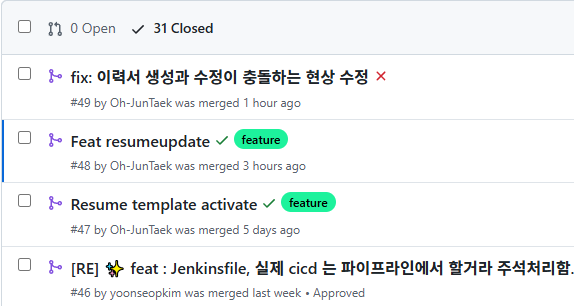 0 Open 31 Closed
fix: 이력서 생성과 수정이 충돌하는 현상 수정
#49 by Oh-JunTaek was merged 1 hour ago
Feat resumeupdate feature
#48 by Oh-JunTaek was merged 3 hours ago
Resume template activate feature
#47 by Oh-JunTaek was merged 5 days ago
[RE] ✨ feat : Jenkinsfile, 실제 cicd 는 파이프라인에서 할거라 주석처리함.
#46 by yoonseopkim was merged last week • Approved